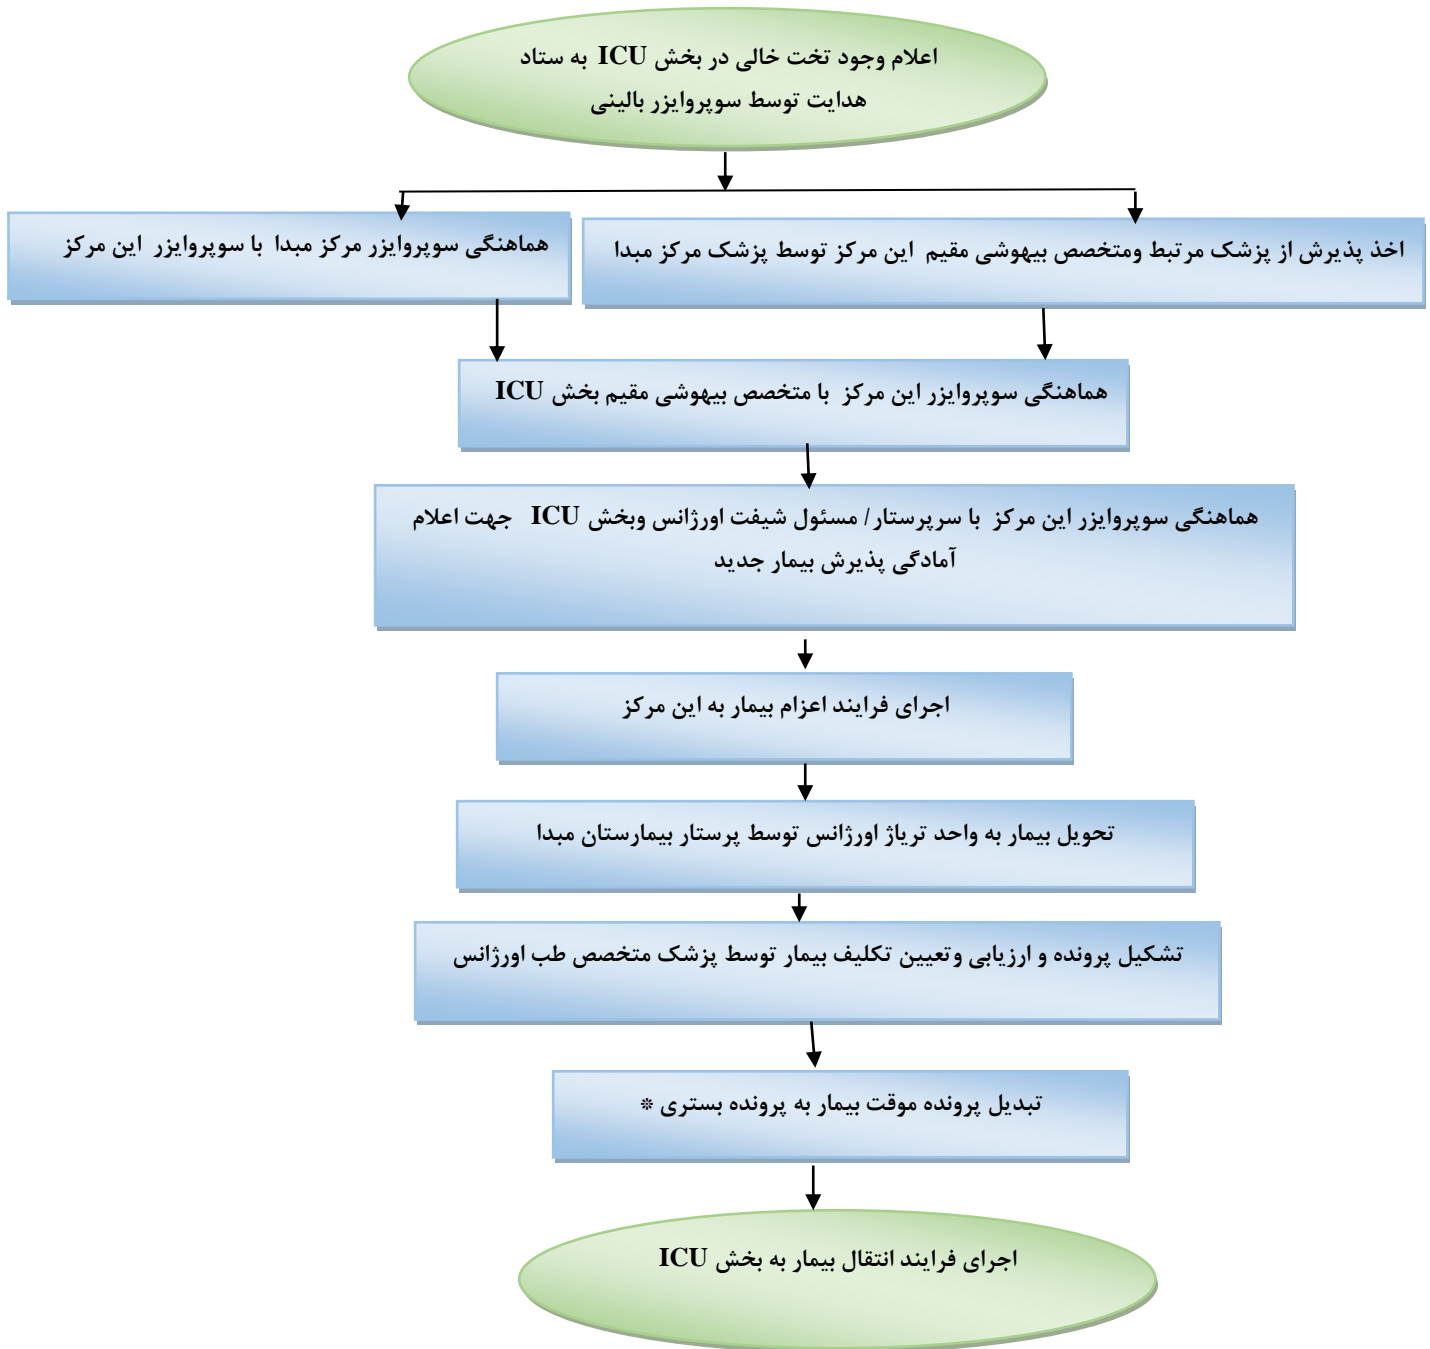 اعلام وجود تخت خالی در بخش ICU به ستاد
هدایت توسط سوپروایزر بالینی
اخذ پذیرش از پزشک مرتبط ومتخصص بیهوشی مقیم این مرکز توسط پزشک مرکز مبدا
هماهنگی سوپروایزر مرکز مبدا با سوپروایزر این مرکز
هماهنگی سوپروایزر این مرکز با متخصص بیهوشی مقیم بخش ICU
هماهنگی سوپروایزر این مرکز با سرپرستار/ مسئول شیفت اورژانس وبخش ICU جهت اعلام
آمادگی پذیرش بیمار جدید
اجرای فرایند اعزام بیمار به این مرکز
تحویل بیمار به واحد تریاژ اورژانس توسط پرستار بیمارستان مبدا
تشکیل پرونده و ارزیابی وتعیین تکلیف بیمار توسط پزشک متخصص طب اورژانس
تبدیل پرونده موقت بیمار به پرونده بستری *
اجرای فرایند انتقال بیمار به بخش ICU